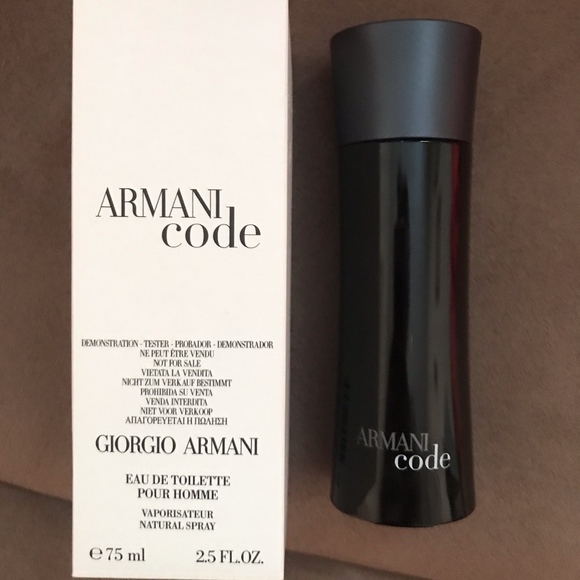 ARMANI
code
DEMONSTRATION - TESTER - PROBADOR - DEMONSTRADOR
NE PEUT ÊTRE VENDU
NOT FOR SALE
VIETATA LA VENDITA
NICHT ZUM VERKAUF BESTIMMT
PROHIBIDA SU VENTA
VENDA INTERDITA
NIET VOOR VERKOOP
ΑΠΑΓΟΡΕΥΕΤΑΙ Η ΠΩΛΗΣΗ
GIORGIO ARMANI
EAU DE TOILETTE
POUR HOMME
VAPORISATEUR
NATURAL SPRAY
℮ 75 ml 2.5 FL.OZ.
ARMANI
code